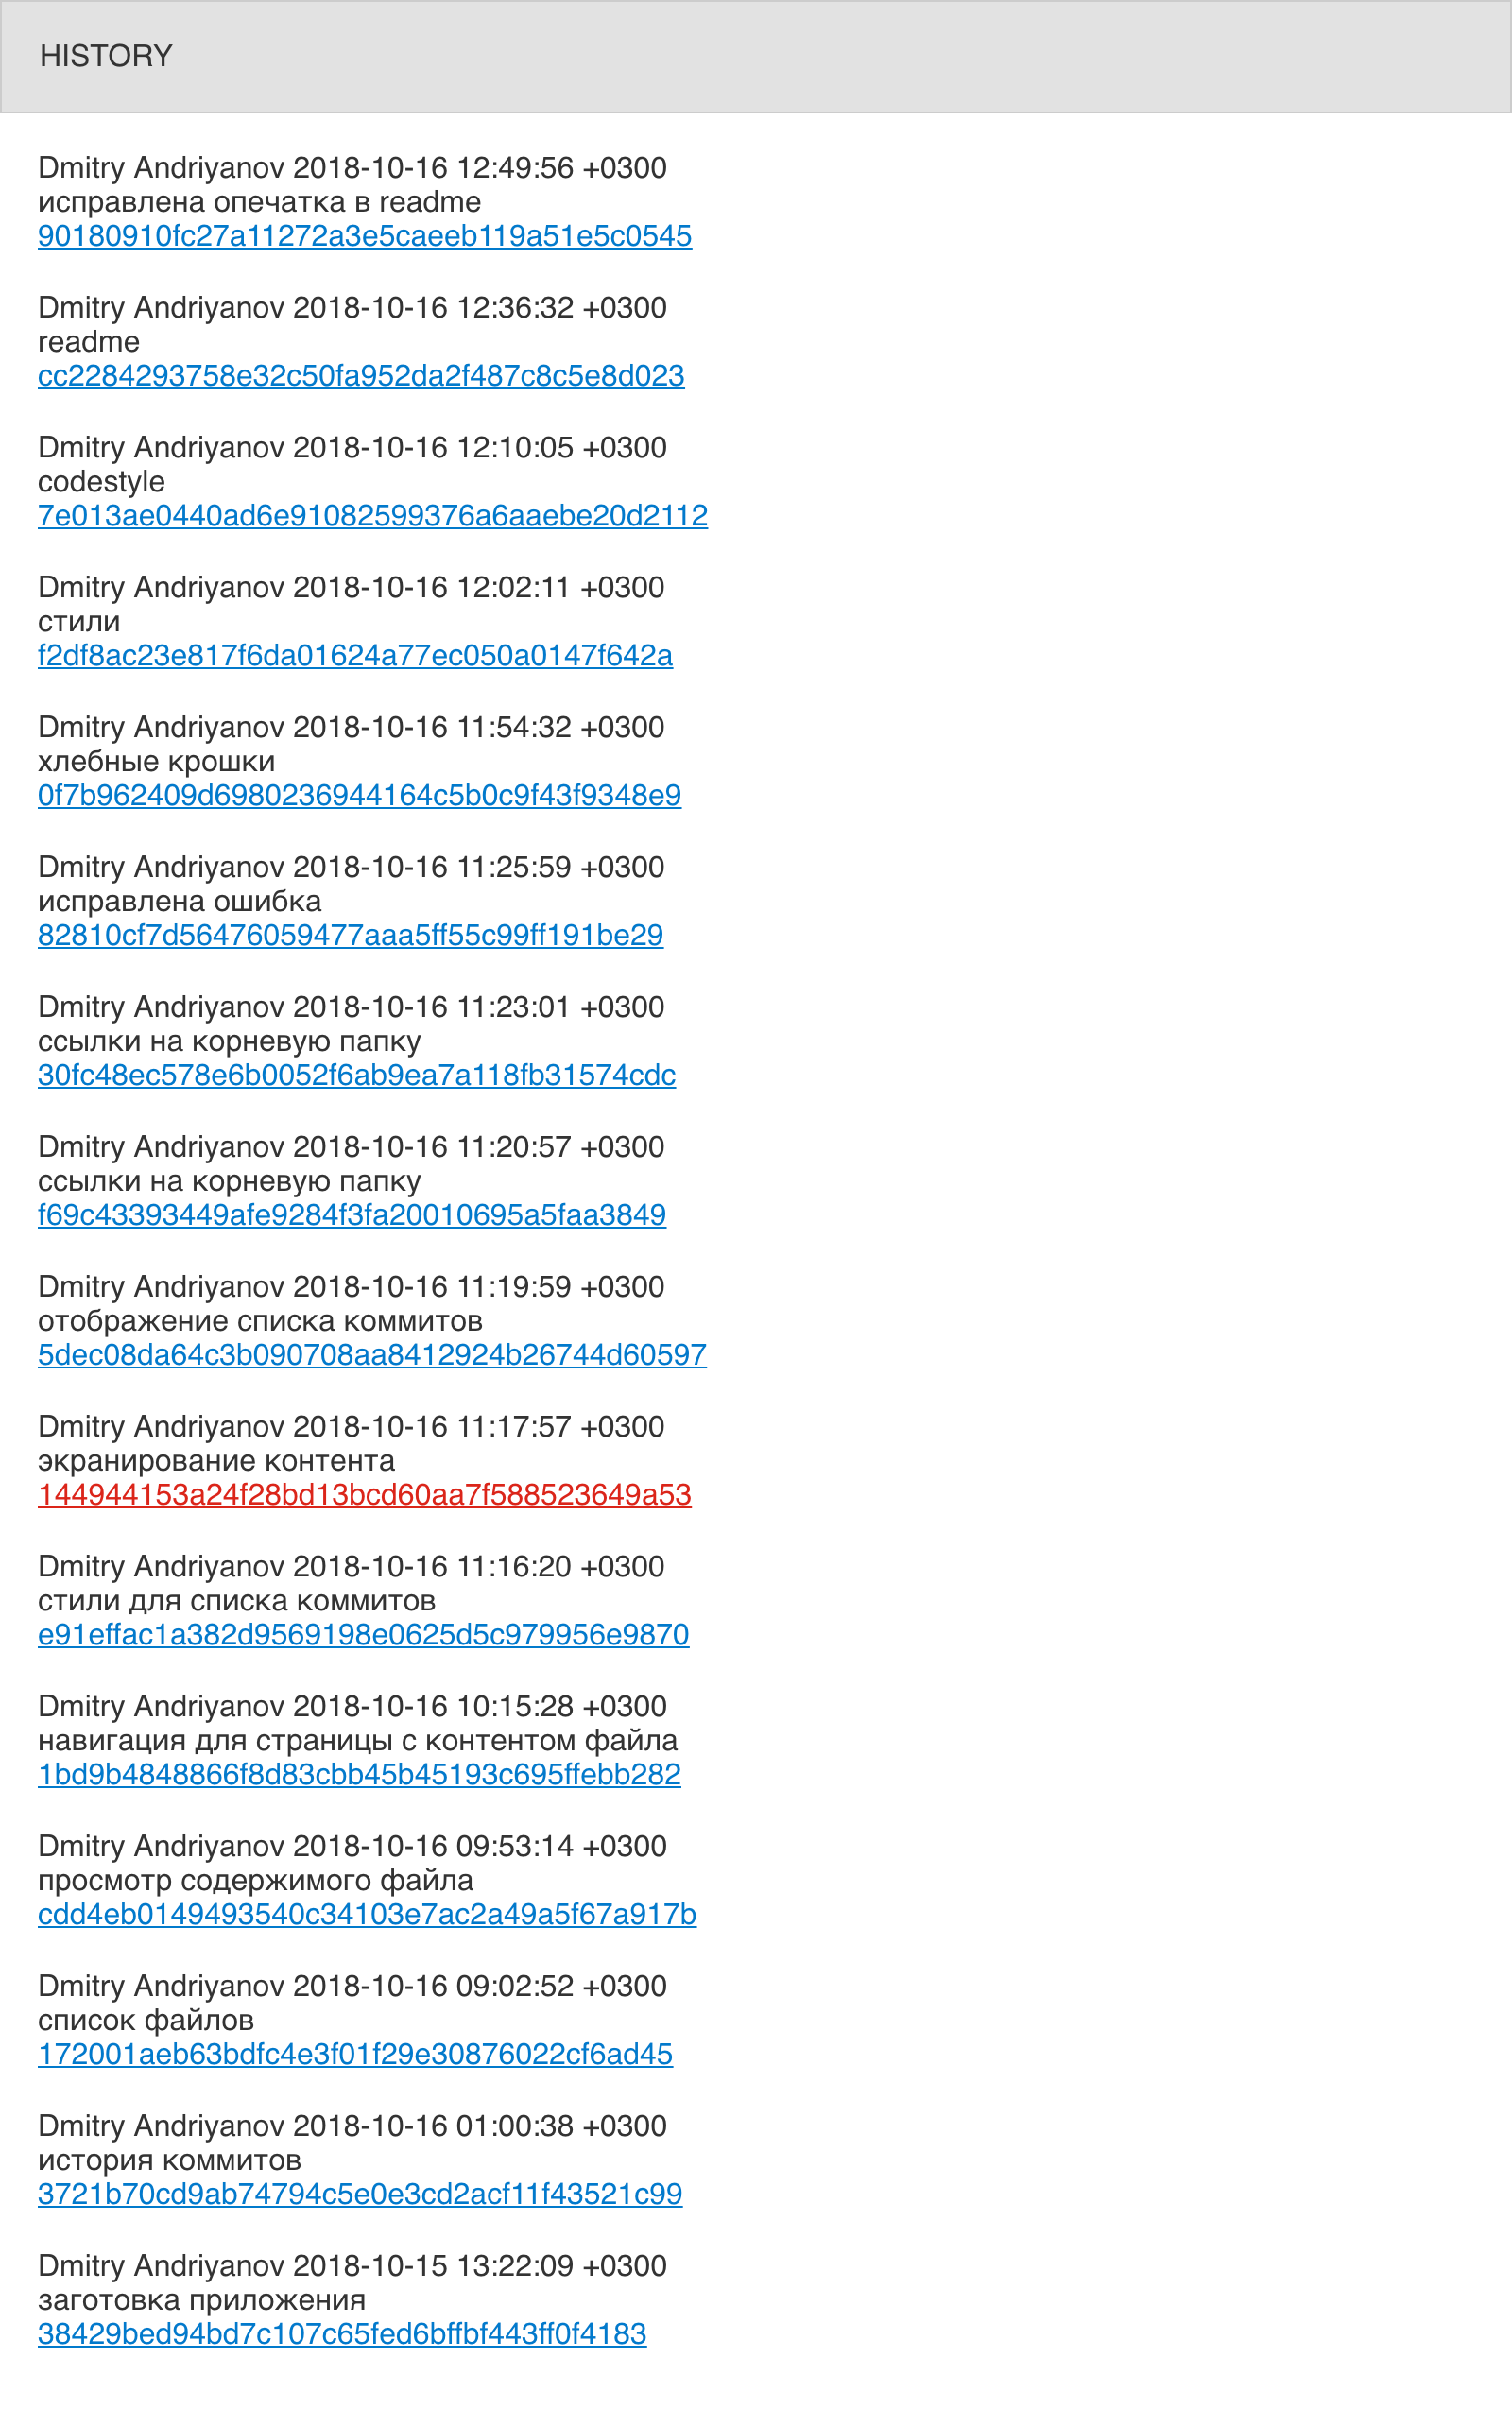 HISTORY
Dmitry Andriyanov 2018-10-16 12:49:56 +0300
исправлена опечатка в readme
90180910fc27a11272a3e5caeeb119a51e5c0545
Dmitry Andriyanov 2018-10-16 12:36:32 +0300
readme
cc2284293758e32c50fa952da2f487c8c5e8d023
Dmitry Andriyanov 2018-10-16 12:10:05 +0300
codestyle
7e013ae0440ad6e91082599376a6aaebe20d2112
Dmitry Andriyanov 2018-10-16 12:02:11 +0300
стили
f2df8ac23e817f6da01624a77ec050a0147f642a
Dmitry Andriyanov 2018-10-16 11:54:32 +0300
хлебные крошки
0f7b962409d6980236944164c5b0c9f43f9348e9
Dmitry Andriyanov 2018-10-16 11:25:59 +0300
исправлена ошибка
82810cf7d56476059477aaa5ff55c99ff191be29
Dmitry Andriyanov 2018-10-16 11:23:01 +0300
ссылки на корневую папку
30fc48ec578e6b0052f6ab9ea7a118fb31574cdc
Dmitry Andriyanov 2018-10-16 11:20:57 +0300
ссылки на корневую папку
f69c43393449afe9284f3fa20010695a5faa3849
Dmitry Andriyanov 2018-10-16 11:19:59 +0300
отображение списка коммитов
5dec08da64c3b090708aa8412924b26744d60597
Dmitry Andriyanov 2018-10-16 11:17:57 +0300
экранирование контента
144944153a24f28bd13bcd60aa7f588523649a53
Dmitry Andriyanov 2018-10-16 11:16:20 +0300
стили для списка коммитов
e91effac1a382d9569198e0625d5c979956e9870
Dmitry Andriyanov 2018-10-16 10:15:28 +0300
навигация для страницы с контентом файла
1bd9b4848866f8d83cbb45b45193c695ffebb282
Dmitry Andriyanov 2018-10-16 09:53:14 +0300
просмотр содержимого файла
cdd4eb0149493540c34103e7ac2a49a5f67a917b
Dmitry Andriyanov 2018-10-16 09:02:52 +0300
список файлов
172001aeb63bdfc4e3f01f29e30876022cf6ad45
Dmitry Andriyanov 2018-10-16 01:00:38 +0300
история коммитов
3721b70cd9ab74794c5e0e3cd2acf11f43521c99
Dmitry Andriyanov 2018-10-15 13:22:09 +0300
заготовка приложения
38429bed94bd7c107c65fed6bffbf443ff0f4183